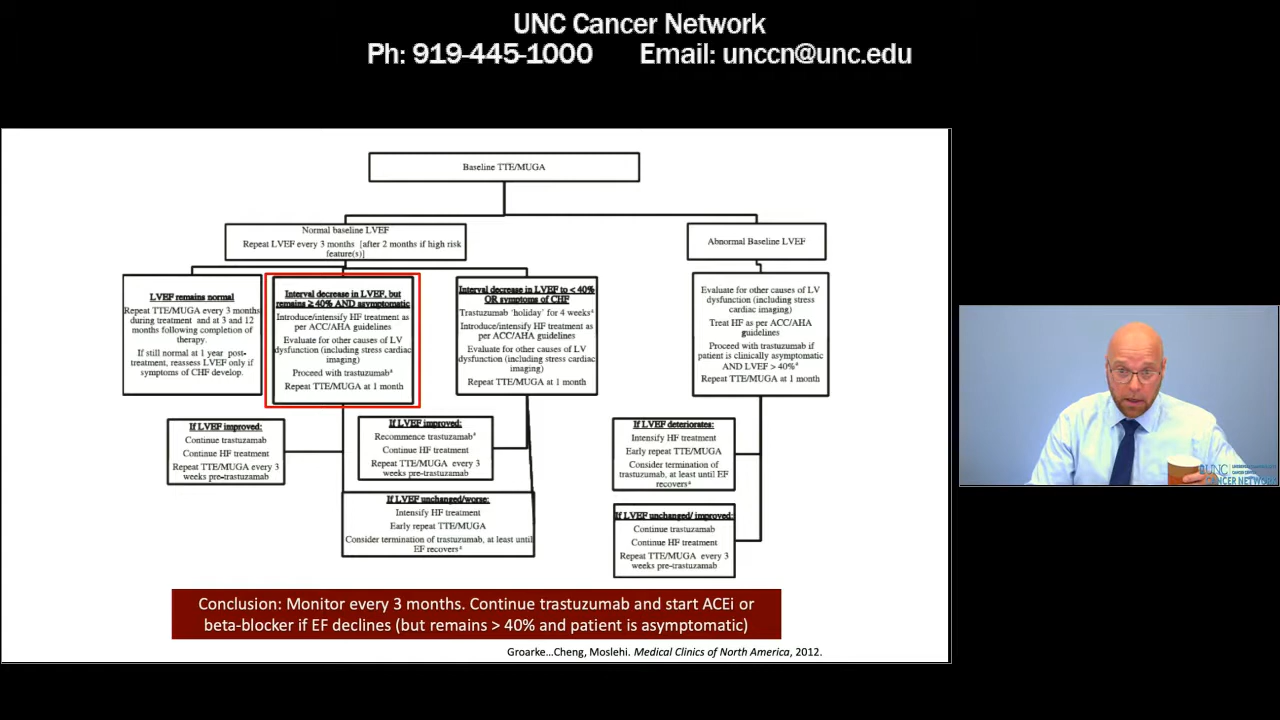 UNC Cancer Network
Ph: 919-445-1000 Email: unccn@unc.edu
Baseline TTE/MUGA
Normal baseline LVEF
Repeat LVEF every 3 months [after 2 months if high risk
feature(s)]
Abnormal Baseline LVEF
LVEF remains normal
Repeat TTE/MUGA every 3 months
during treatment and at 3 and 12
months following completion of
therapy.
If still normal at 1 year post-
treatment, reassess LVEF only if
symptoms of CHF develop.
Interval decrease in LVEF, but
remains ≥ 40% AND asymptomatic
Introduce/intensify HF treatment as
per ACC/AHA guidelines
Evaluate for other causes of LV
dysfunction (including stress cardiac
imaging)
Proceed with trastuzumabª
Repeat TTE/MUGA at 1 month
Interval decrease in LVEF to < 40%
OR symptoms of CHF
Trastuzumab 'holiday' for 4 weeksª
Introduce/intensify HF treatment as
per ACC/AHA guidelines
Evaluate for other causes of LV
dysfunction (including stress cardiac
imaging)
Repeat TTE/MUGA at 1 month
Evaluate for other causes of LV
dysfunction (including stress
cardiac imaging)
Treat HF as per ACC/AHA
guidelines
Proceed with trastuzumab if
patient is clinically asymptomatic
AND LVEF > 40%ª
Repeat TTE/MUGA at 1 month
If LVEF improved:
Continue trastuzamab
Continue HF treatment
Repeat TTE/MUGA every 3
weeks pre-trastuzamab
If LVEF improved:
Recommence trastuzumabª
Continue HF treatment
Repeat TTE/MUGA every 3
weeks pre-trastuzamab
If LVEF unchanged/worse:
Intensify HF treatment
Early repeat TTE/MUGA
Consider termination of trastuzumab, at least until
EF recoversª
If LVEF deteriorates:
Intensify HF treatment
Early repeat TTE/MUGA
Consider termination of
trastuzumab, at least until EF
recoversª
If LVEF unchanged/ improved:
Continue trastuzamab
Continue HF treatment
Repeat TTE/MUGA every 3
weeks pre-trastuzamab
Conclusion: Monitor every 3 months. Continue trastuzumab and start ACEi or
beta-blocker if EF declines (but remains > 40% and patient is asymptomatic)
Groarke…Cheng, Moslehi. Medical Clinics of North America, 2012.
UNC
CANCER NETWORK